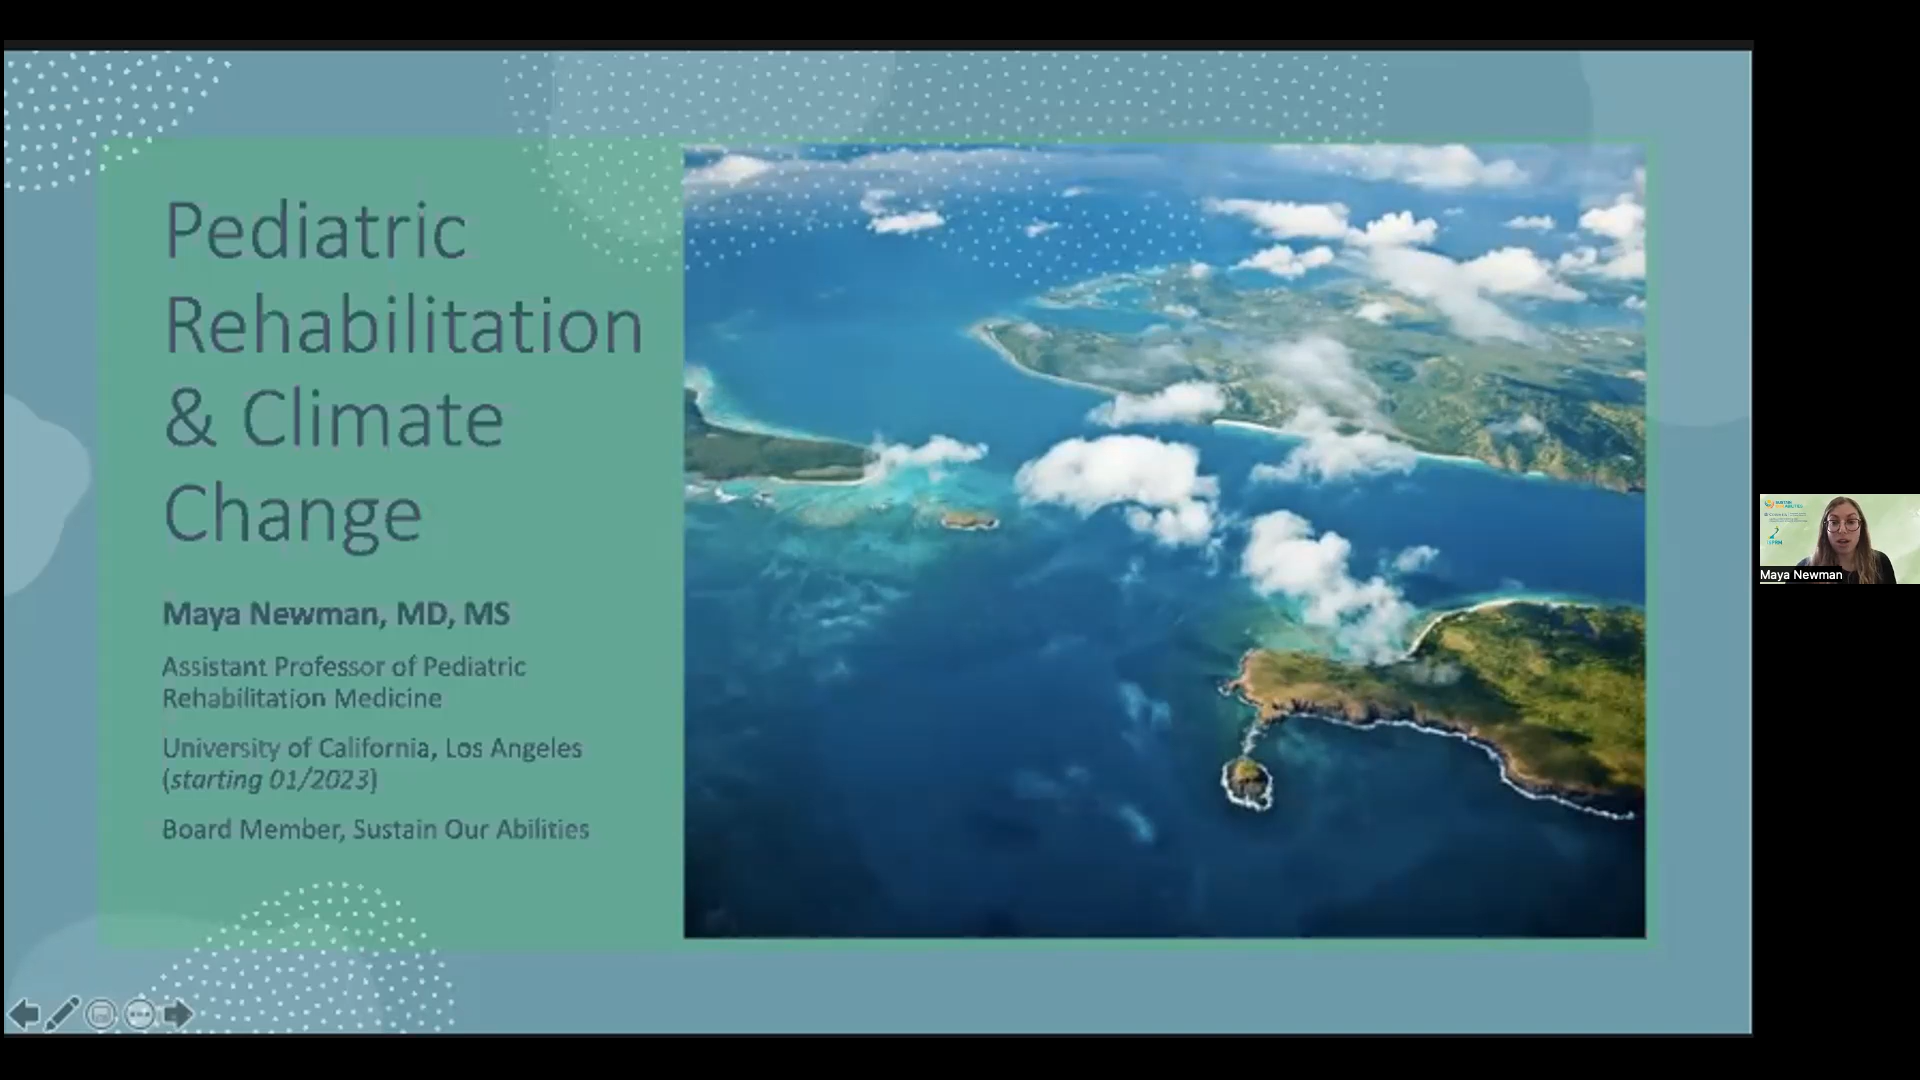 Pediatric
Rehabilitation
& Climate
Change
Maya Newman, MD, MS
Assistant Professor of Pediatric
Rehabilitation Medicine
University of California, Los Angeles
(starting 01/2023)
Board Member, Sustain Our Abilities
Maya Newman